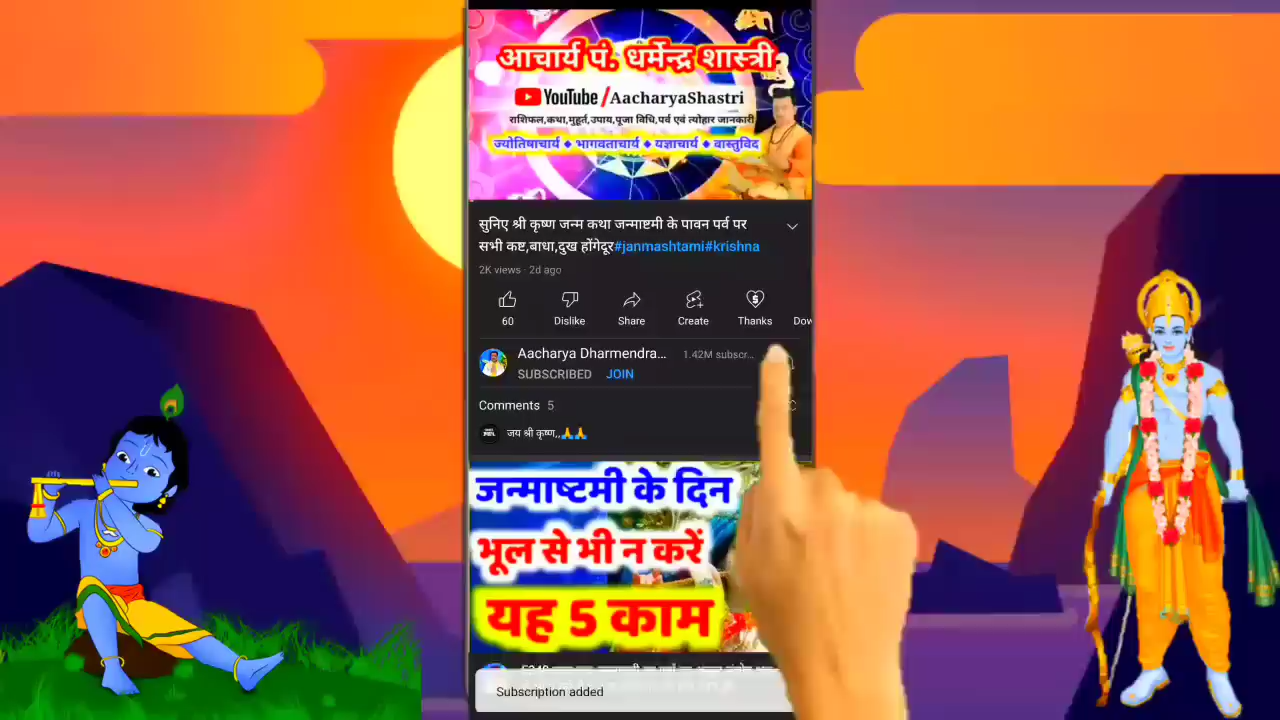 आचार्य पं. धर्मेन्द्र शास्त्री
YouTube /AacharyaShastri
राशिफल,कथा,मुहूर्त,उपाय,पूजा विधि,पर्व एवं त्योहार जानकारी
ज्योतिषाचार्य ◆ भागवताचार्य ◆ यज्ञाचार्य ◆ वास्तुविद
सुनिए श्री कृष्ण जन्म कथा जन्माष्टमी के पावन पर्व पर
सभी कष्ट,बाधा,दुख होंगेदूर#janmashtami#krishna
2K views · 2d ago
60 Dislike Share Create Thanks Dow
Aacharya Dharmendra... 1.42M subscr...
SUBSCRIBED JOIN
Comments 5
जय श्री कृष्ण,,🙏🙏
जन्माष्टमी के दिन
भूल से भी न करें
यह 5 काम
Subscription added